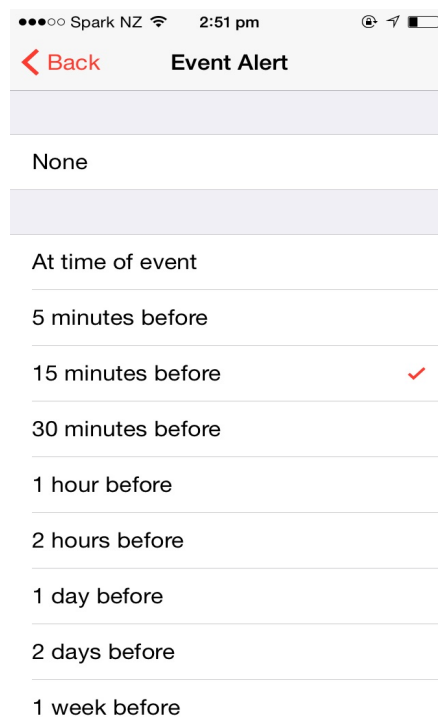 Spark NZ 2:51 pm
Back Event Alert
None
At time of event
5 minutes before
15 minutes before
30 minutes before
1 hour before
2 hours before
1 day before
2 days before
1 week before